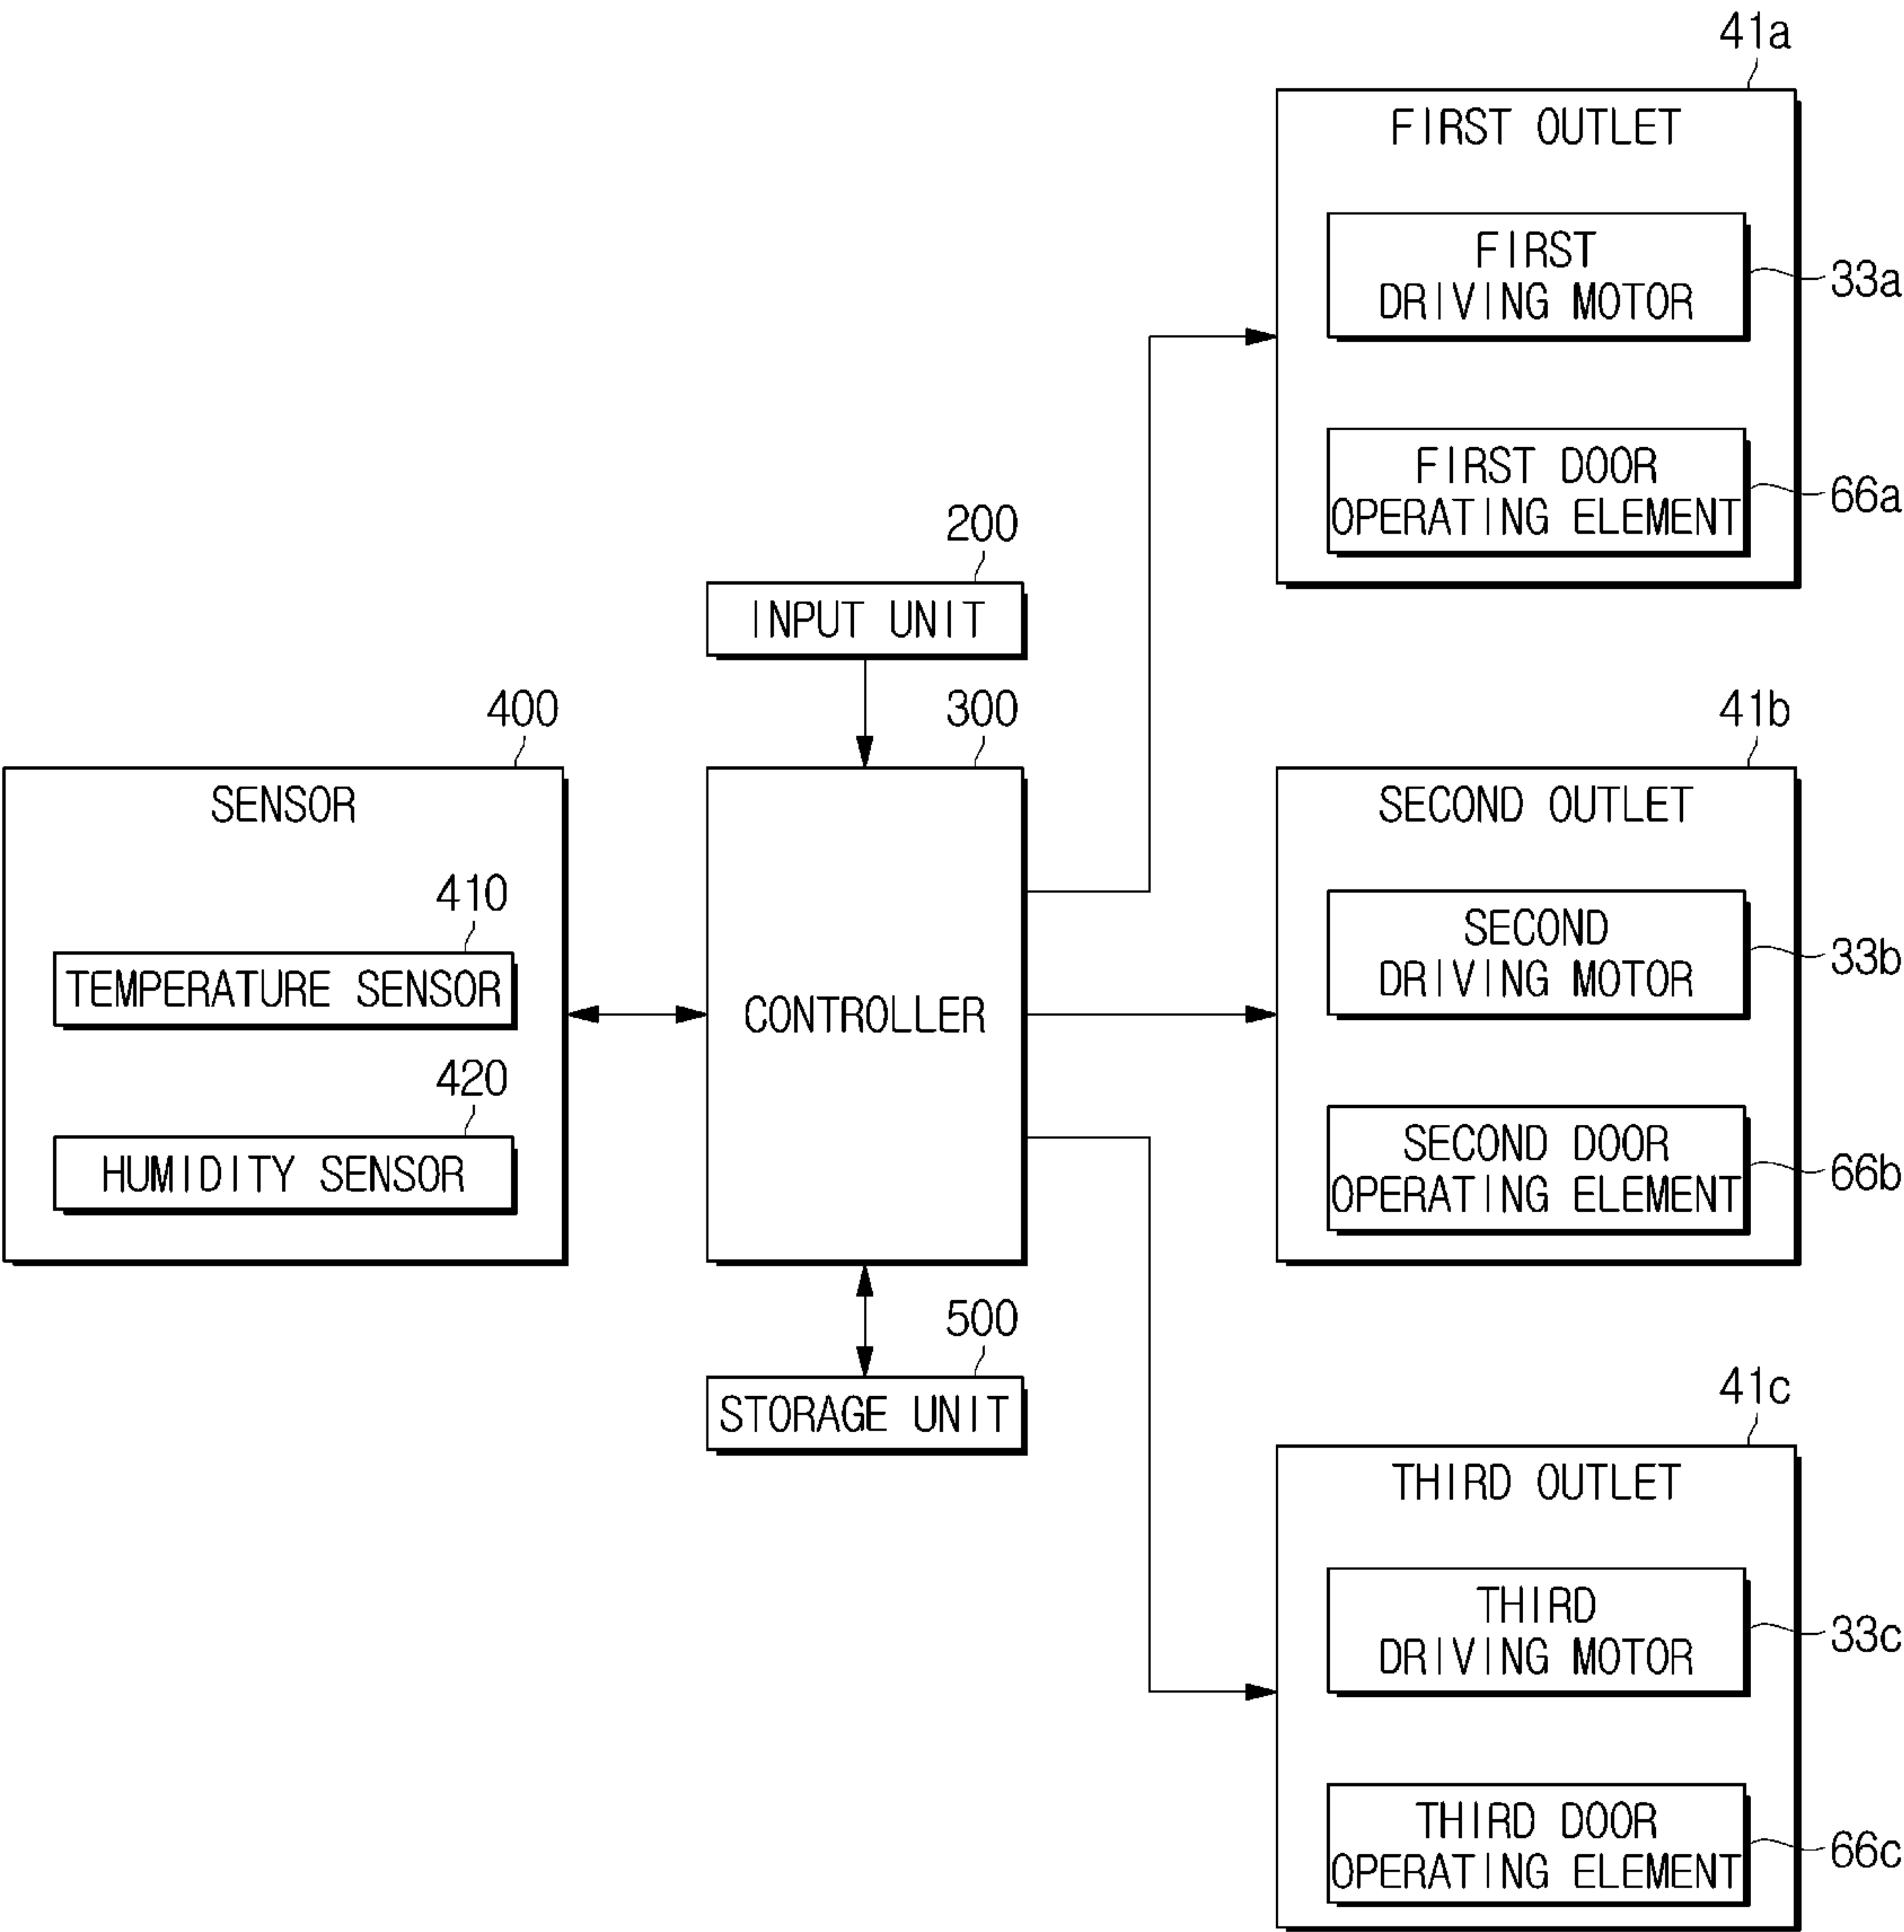 41a
FIRST OUTLET
FIRST
DRIVING MOTOR
33a
FIRST DOOR
OPERATING ELEMENT
66a
200
INPUT UNIT
400
SENSOR
410
TEMPERATURE SENSOR
420
HUMIDITY SENSOR
300
CONTROLLER
500
STORAGE UNIT
41b
SECOND OUTLET
SECOND
DRIVING MOTOR
33b
SECOND DOOR
OPERATING ELEMENT
66b
41c
THIRD OUTLET
THIRD
DRIVING MOTOR
33c
THIRD DOOR
OPERATING ELEMENT
66c